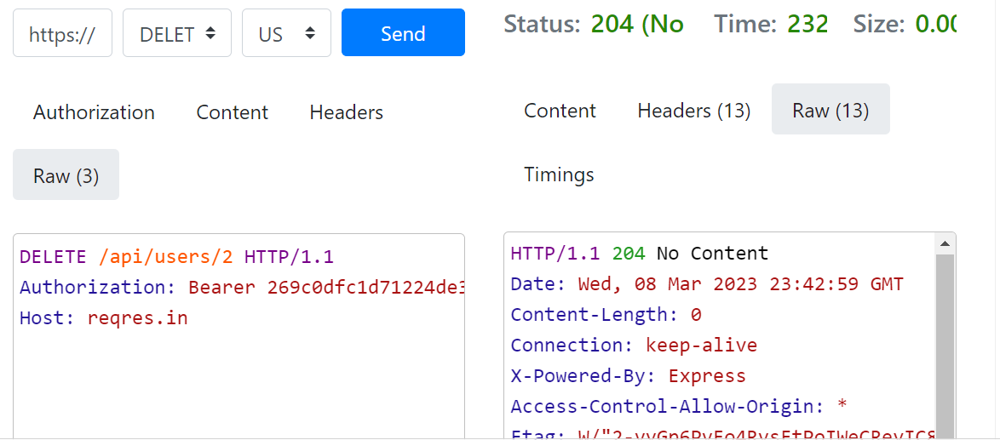 https://
DELET
US
Send
Status: 204 (No
Time: 232
Size: 0.00
Authorization
Content
Headers
Raw (3)
Content
Headers (13)
Raw (13)
Timings
DELETE /api/users/2 HTTP/1.1
Authorization: Bearer 269c0dfc1d71224de3
Host: reqres.in
HTTP/1.1 204 No Content
Date: Wed, 08 Mar 2023 23:42:59 GMT
Content-Length: 0
Connection: keep-alive
X-Powered-By: Express
Access-Control-Allow-Origin: *
Etag: